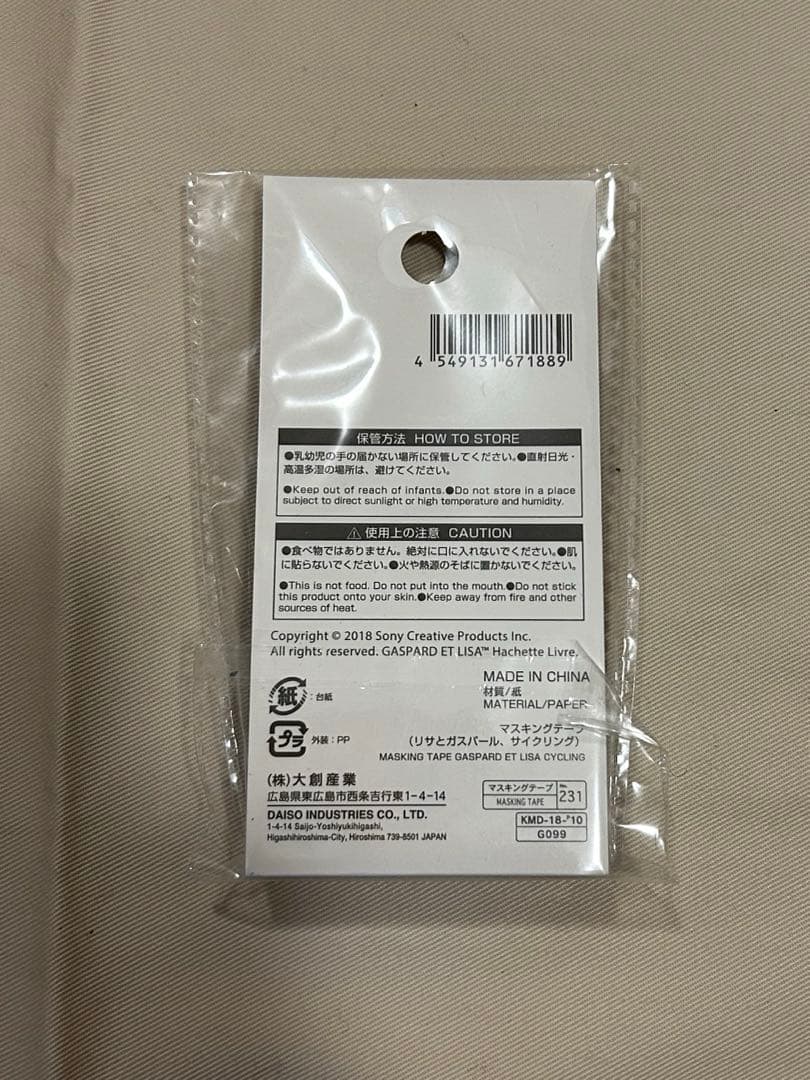 4 549131 671889
保管方法 HOW TO STORE
●乳幼児の手の届かない場所に保管してください。●直射日光・
高温多湿の場所は、避けてください。
●Keep out of reach of infants.●Do not store in a place
subject to direct sunlight or high temperature and humidity.
⚠ 使用上の注意 CAUTION
●食べ物ではありません。絶対に口に入れないでください。●肌
に貼らないでください。●火や熱源のそばに置かないでください。
●This is not food. Do not put into the mouth.●Do not stick
this product onto your skin.●Keep away from fire and other
sources of heat.
Copyright © 2018 Sony Creative Products Inc.
All rights reserved. GASPARD ET LISA™ Hachette Livre.
MADE IN CHINA
材質/紙
MATERIAL/PAPER
紙：台紙
プラ 外装：PP
マスキングテープ
（リサとガスパール、サイクリング）
MASKING TAPE GASPARD ET LISA CYCLING
(株)大創産業
広島県東広島市西条吉行東1-4-14
DAISO INDUSTRIES CO., LTD.
1-4-14 Saijo-Yoshiyukihigashi,
Higashihiroshima-City, Hiroshima 739-8501 JAPAN
マスキングテープ No.
MASKING TAPE 231
KMD-18-P10
G099